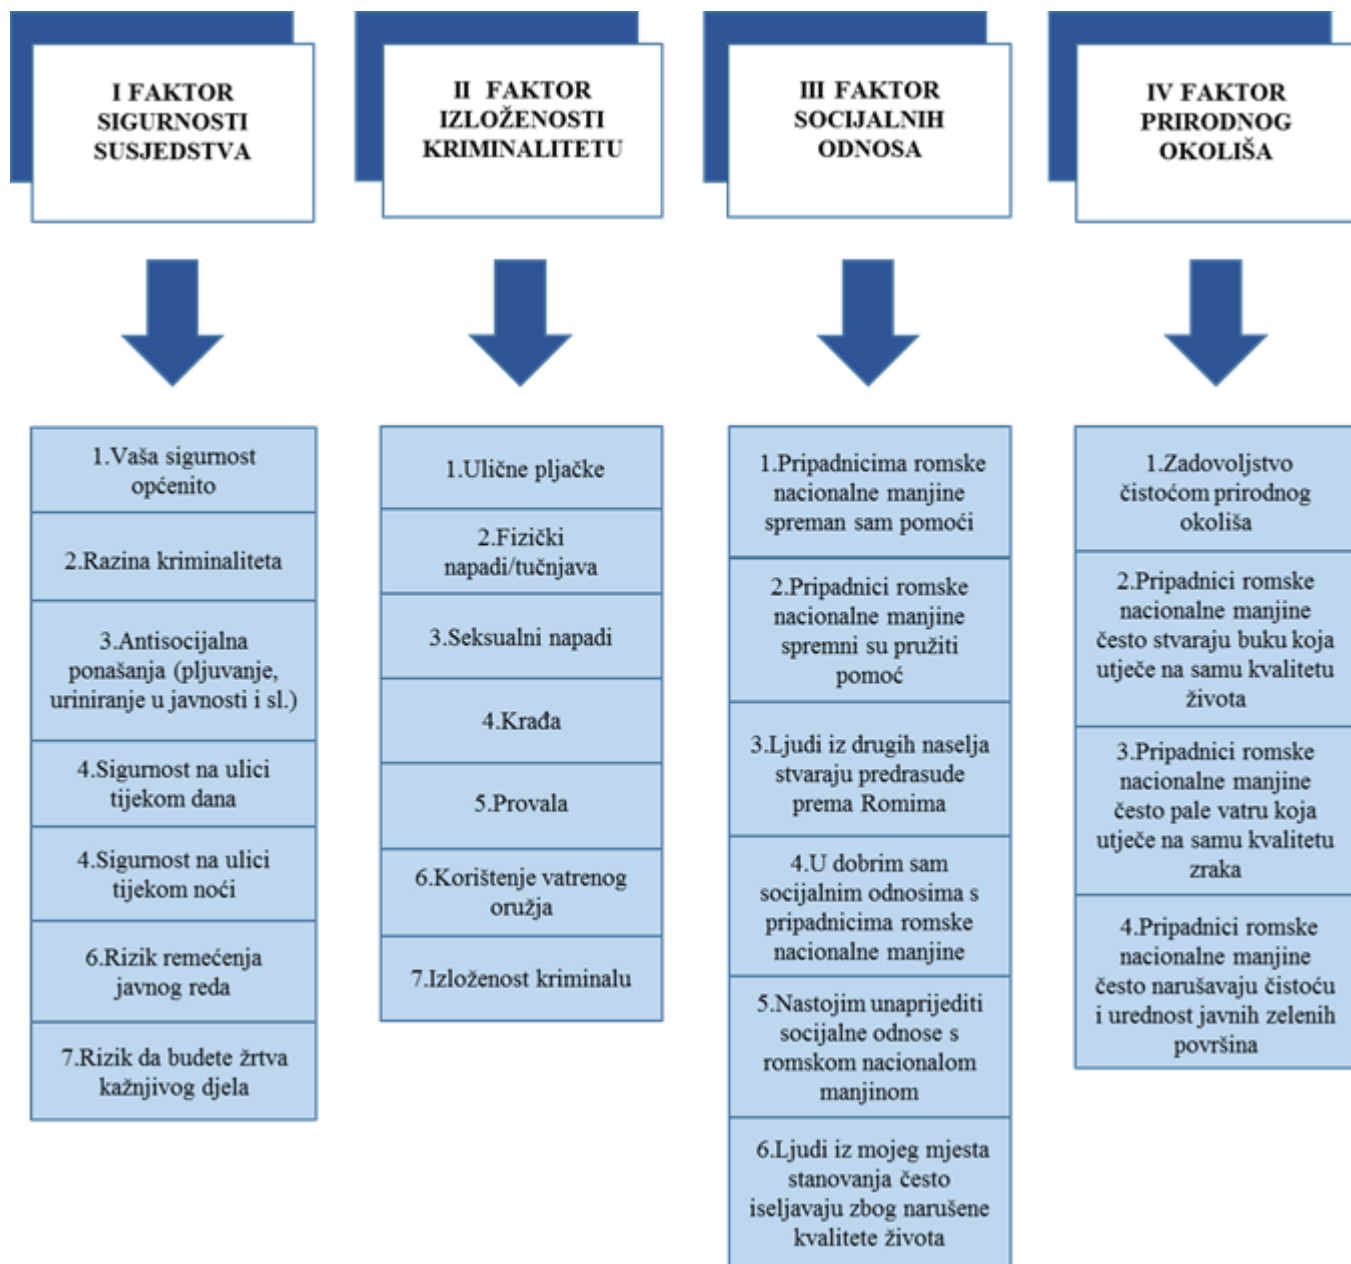 I FAKTOR
SIGURNOSTI
SUSJEDSTVA
1.Vaša sigurnost
općenito
2.Razina kriminaliteta
3.Antisocijalna
ponašanja (pljuvanje,
uriniranje u javnosti i sl.)
4.Sigurnost na ulici
tijekom dana
4.Sigurnost na ulici
tijekom noći
6.Rizik remećenja
javnog reda
7.Rizik da budete žrtva
kažnjivog djela
II FAKTOR
IZLOŽENOSTI
KRIMINALITETU
1.Ulične pljačke
2.Fizički
napadi/tučnjava
3.Seksualni napadi
4.Krađa
5.Provala
6.Korištenje vatrenog
oružja
7.Izloženost kriminalu
III FAKTOR
SOCIJALNIH
ODNOSA
1.Pripadnicima romske
nacionalne manjine
spreman sam pomoći
2.Pripadnici romske
nacionalne manjine
spremni su pružiti
pomoć
3.Ljudi iz drugih naselja
stvaraju predrasude
prema Romima
4.U dobrim sam
socijalnim odnosima s
pripadnicima romske
nacionalne manjine
5.Nastojim unaprijediti
socijalne odnose s
romskom nacionalom
manjinom
6.Ljudi iz mojeg mjesta
stanovanja često
iseljavaju zbog narušene
kvalitete života
IV FAKTOR
PRIRODNOG
OKOLIŠA
1.Zadovoljstvo
čistoćom prirodnog
okoliša
2.Pripadnici romske
nacionalne manjine
često stvaraju buku koja
utječe na samu kvalitetu
života
3.Pripadnici romske
nacionalne manjine
često pale vatru koja
utječe na samu kvalitetu
zraka
4.Pripadnici romske
nacionalne manjine
često narušavaju čistoću
i urednost javnih zelenih
površina